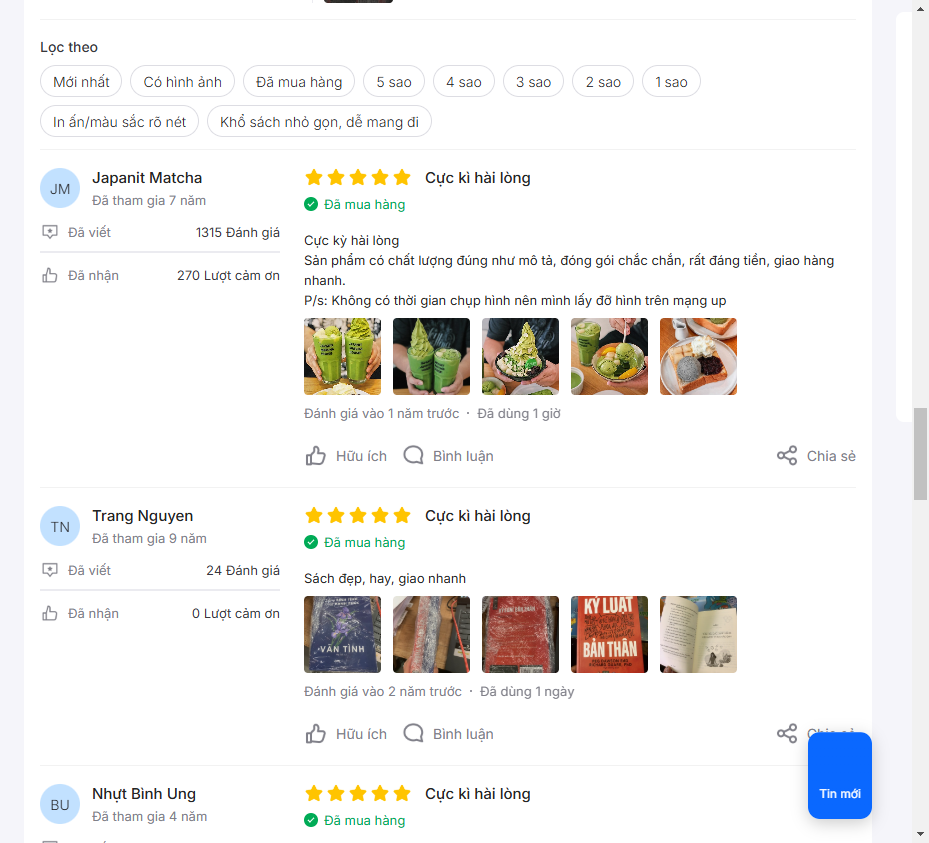 Lọc theo
Mới nhất
Có hình ảnh
Đã mua hàng
5 sao
4 sao
3 sao
2 sao
1 sao
In ấn/màu sắc rõ nét
Khổ sách nhỏ gọn, dễ mang đi
JM
Japanit Matcha
Đã tham gia 7 năm
Đã viết
1315 Đánh giá
Đã nhận
270 Lượt cảm ơn
Cực kì hài lòng
Đã mua hàng
Cực kỳ hài lòng
Sản phẩm có chất lượng đúng như mô tả, đóng gói chắc chắn, rất đáng tiền, giao hàng
nhanh.
P/s: Không có thời gian chụp hình nên mình lấy đỡ hình trên mạng up
Đánh giá vào 1 năm trước · Đã dùng 1 giờ
Hữu ích
Bình luận
Chia sẻ
TN
Trang Nguyen
Đã tham gia 9 năm
Đã viết
24 Đánh giá
Đã nhận
0 Lượt cảm ơn
Cực kì hài lòng
Đã mua hàng
Sách đẹp, hay, giao nhanh
VÂN TÌNH
KỶ LUẬT
BẢN THÂN
Đánh giá vào 2 năm trước · Đã dùng 1 ngày
Hữu ích
Bình luận
Chia sẻ
Tin mới
BU
Nhựt Bình Ung
Đã tham gia 4 năm
Cực kì hài lòng
Đã mua hàng